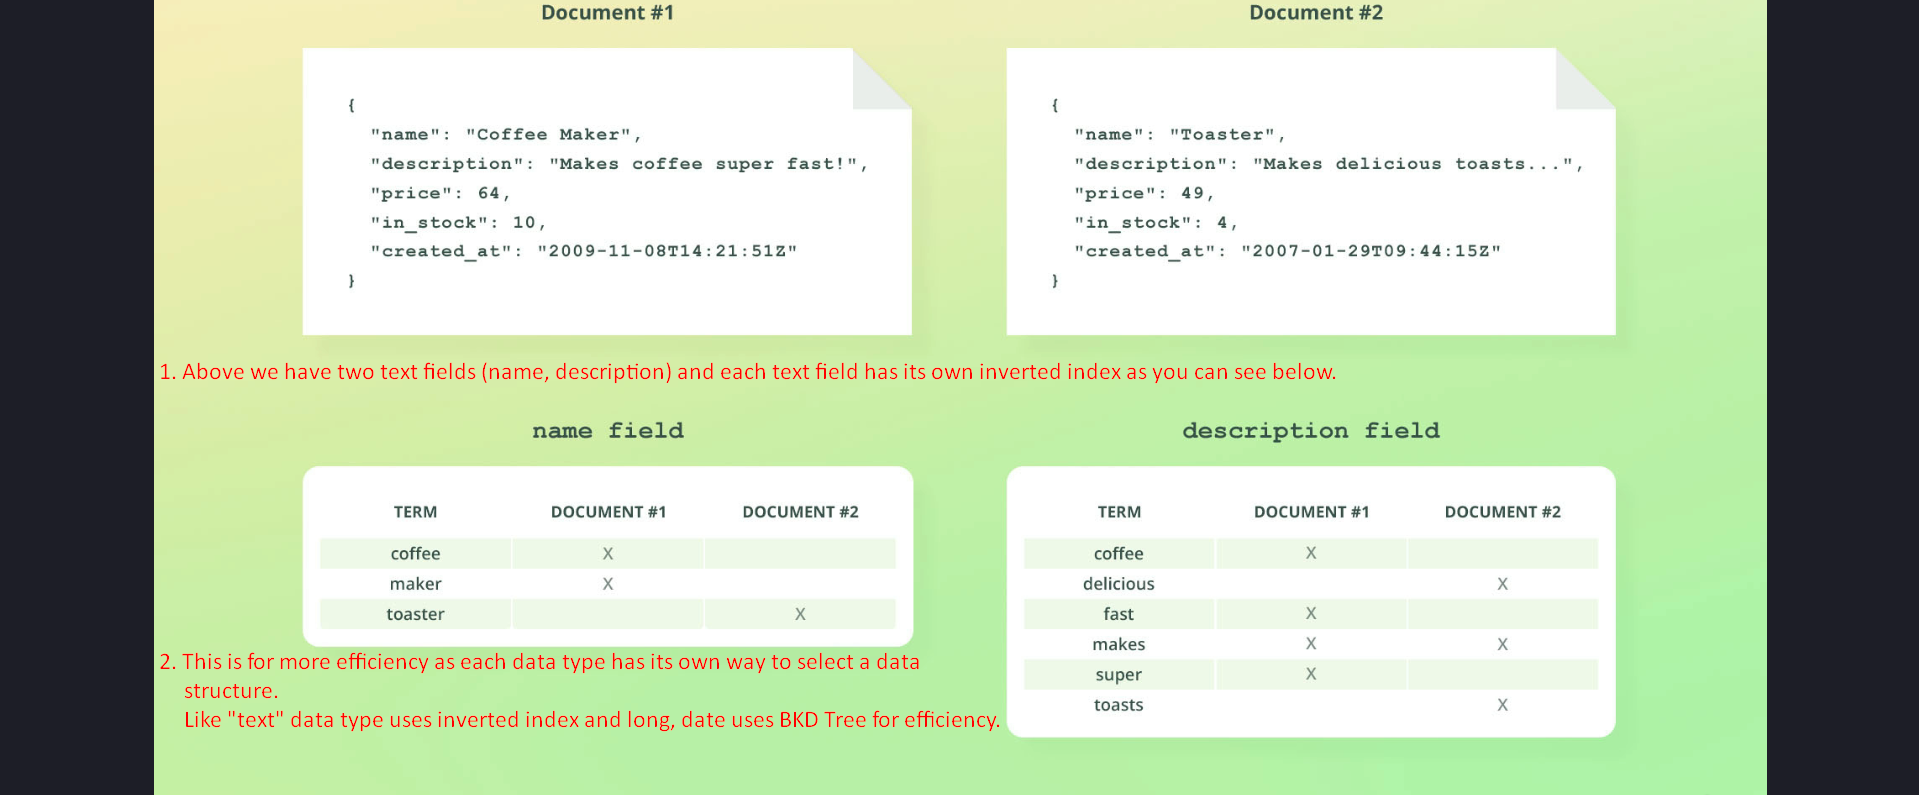 Document #1
Document #2
{
"name": "Coffee Maker",
"description": "Makes coffee super fast!",
"price": 64,
"in_stock": 10,
"created_at": "2009-11-08T14:21:51Z"
}
{
"name": "Toaster",
"description": "Makes delicious toasts...",
"price": 49,
"in_stock": 4,
"created_at": "2007-01-29T09:44:15Z"
}
1. Above we have two text fields (name, description) and each text field has its own inverted index as you can see below.
name field
TERM DOCUMENT #1 DOCUMENT #2
coffee X
maker X
toaster X
2. This is for more efficiency as each data type has its own way to select a data
structure.
Like "text" data type uses inverted index and long, date uses BKD Tree for efficiency.
description field
TERM DOCUMENT #1 DOCUMENT #2
coffee X
delicious X
fast X
makes X X
super X
toasts X